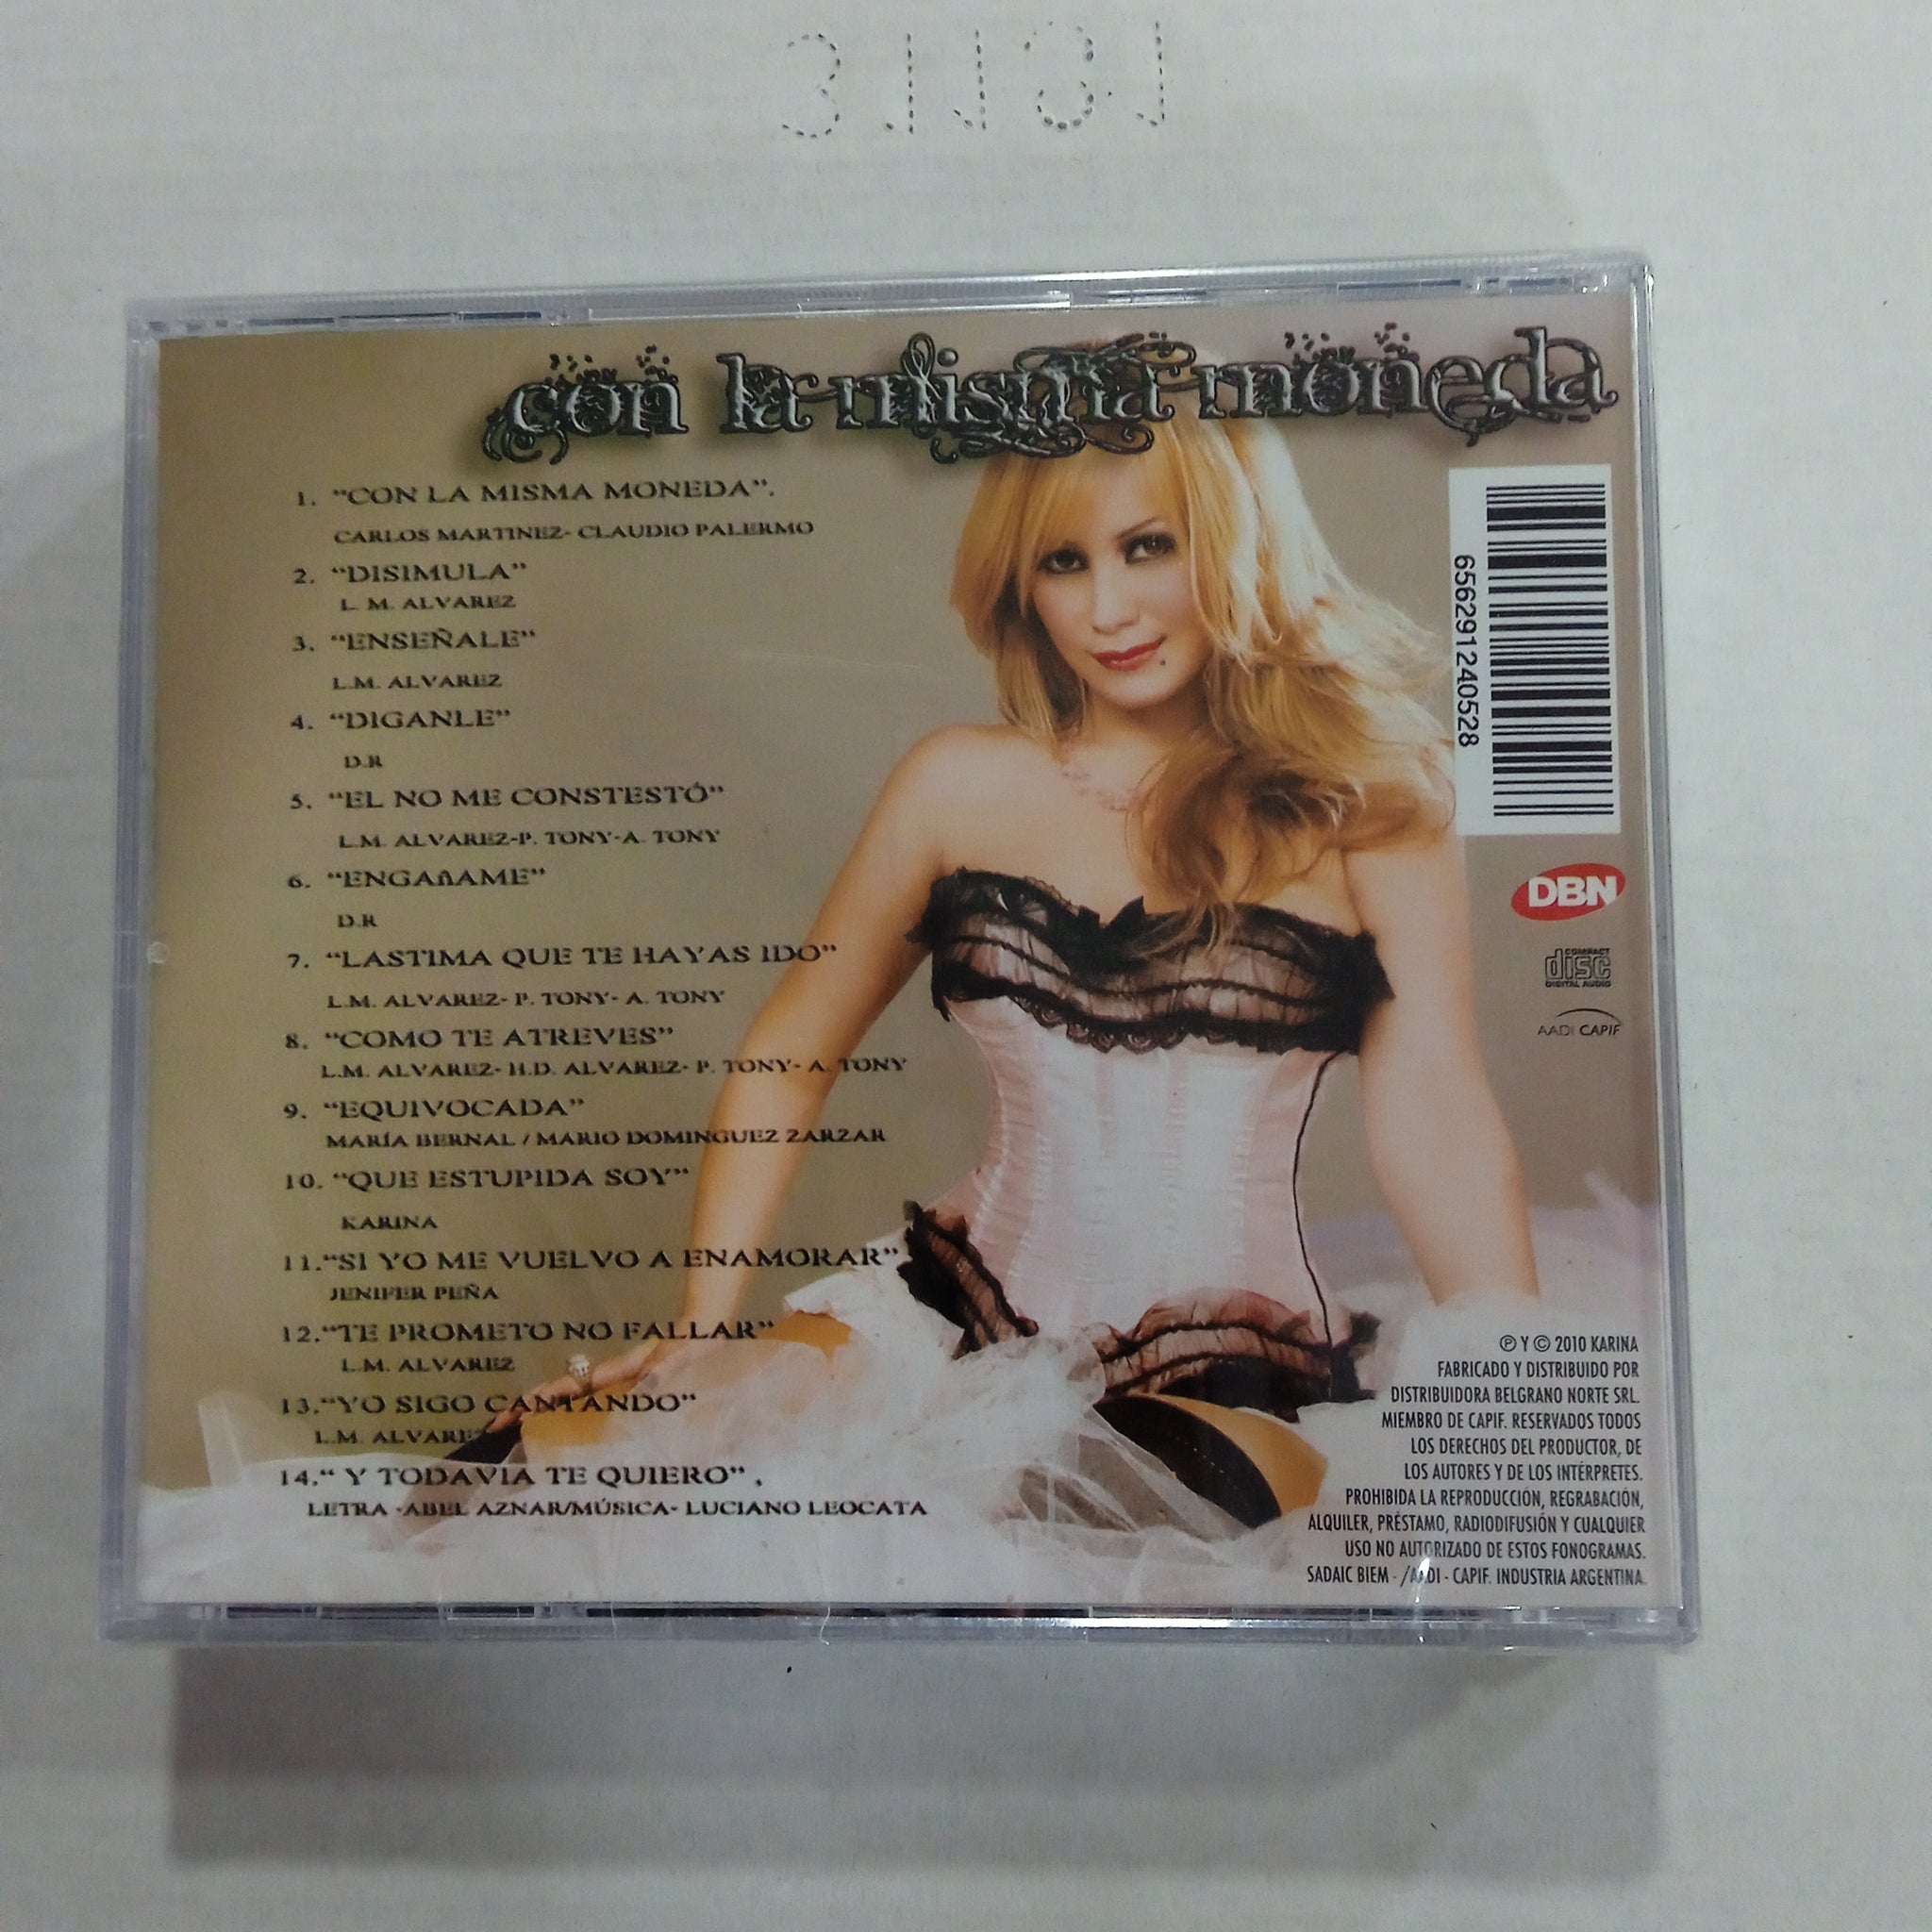 con la misma moneda
1. "CON LA MISMA MONEDA".
CARLOS MARTINEZ- CLAUDIO PALERMO
2. "DISIMULA"
L. M. ALVAREZ
3. "ENSEÑALE"
L.M. ALVAREZ
4. "DIGANLE"
D.R
5. "EL NO ME CONSTESTÓ"
L.M. ALVAREZ-P. TONY-A. TONY
6. "ENGAñAME"
D.R
7. "LASTIMA QUE TE HAYAS IDO"
L.M. ALVAREZ- P. TONY- A. TONY
8. "COMO TE ATREVES"
L.M. ALVAREZ- H.D. ALVAREZ- P. TONY- A. TONY
9. "EQUIVOCADA"
MARÍA BERNAL / MARIO DOMINGUEZ ZARZAR
10. "QUE ESTUPIDA SOY"
KARINA
11."SI YO ME VUELVO A ENAMORAR"
JENIFER PEÑA
12."TE PROMETO NO FALLAR"
L.M. ALVAREZ
13."YO SIGO CANTANDO"
L.M. ALVAREZ
14." Y TODAVIA TE QUIERO" ,
LETRA -ABEL AZNAR/MÚSICA- LUCIANO LEOCATA
656291240528
DBN
COMPACT
disc
DIGITAL AUDIO
AADI CAPIF
℗ Y © 2010 KARINA
FABRICADO Y DISTRIBUIDO POR
DISTRIBUIDORA BELGRANO NORTE SRL.
MIEMBRO DE CAPIF. RESERVADOS TODOS
LOS DERECHOS DEL PRODUCTOR, DE
LOS AUTORES Y DE LOS INTÉRPRETES.
PROHIBIDA LA REPRODUCCIÓN, REGRABACIÓN,
ALQUILER, PRÉSTAMO, RADIODIFUSIÓN Y CUALQUIER
USO NO AUTORIZADO DE ESTOS FONOGRAMAS.
SADAIC BIEM - /AADI - CAPIF. INDUSTRIA ARGENTINA.